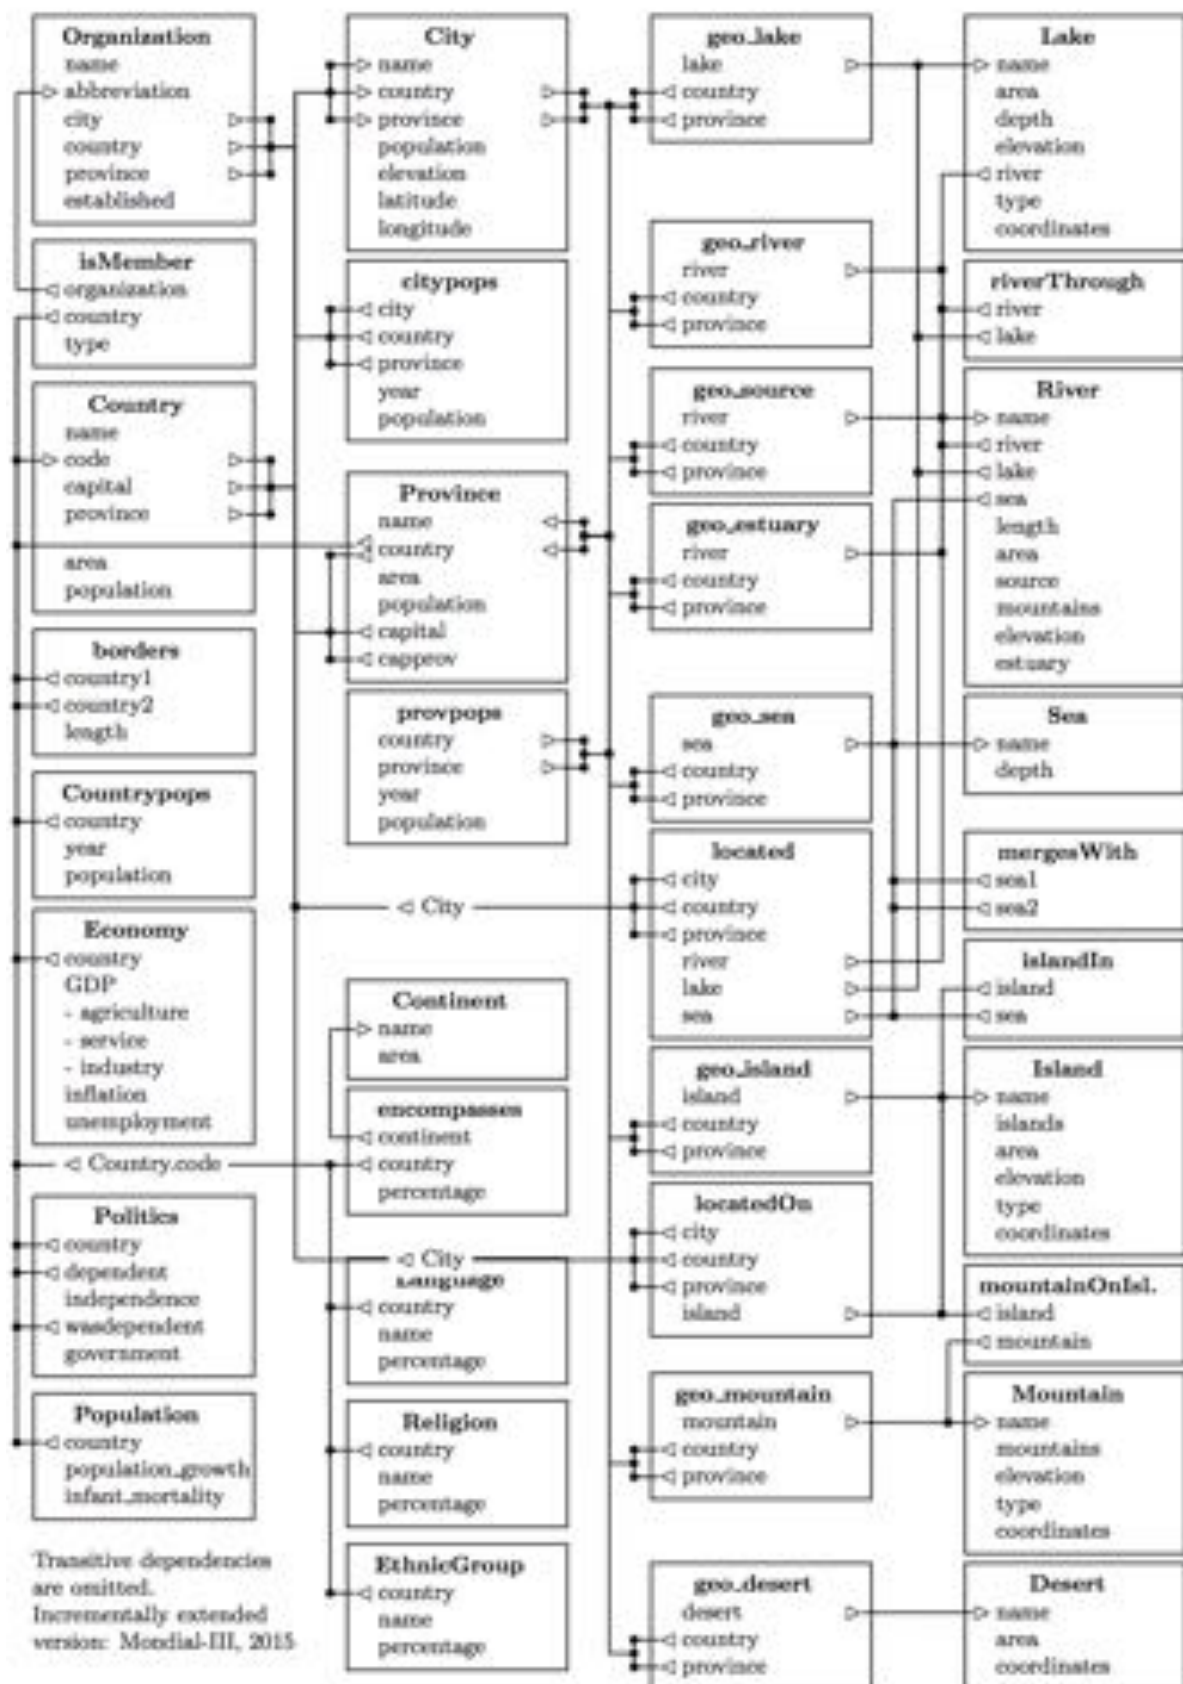 Organization
name
abbreviation
city
country
province
established
isMember
organization
country
type
Country
name
code
capital
province
area
population
borders
country1
country2
length
Countrypops
country
year
population
Economy
country
GDP
- agriculture
- service
- industry
inflation
unemployment
◁ Country.code
Politics
country
dependent
independence
wasdependent
government
Population
country
population_growth
infant_mortality
Transitive dependencies
are omitted.
Incrementally extended
version: Mondial-III, 2015
City
name
country
province
population
elevation
latitude
longitude
citypops
city
country
province
year
population
Province
name
country
area
population
capital
capprov
provpops
country
province
year
population
◁ City
Continent
name
area
encompasses
continent
country
percentage
◁ City
Language
country
name
percentage
Religion
country
name
percentage
EthnicGroup
country
name
percentage
geo_lake
lake
country
province
geo_river
river
country
province
geo_source
river
country
province
geo_estuary
river
country
province
geo_sea
sea
country
province
located
city
country
province
river
lake
sea
geo_island
island
country
province
locatedOn
city
country
province
island
geo_mountain
mountain
country
province
geo_desert
desert
country
province
Lake
name
area
depth
elevation
river
type
coordinates
riverThrough
river
lake
River
name
river
lake
sea
length
area
source
mountains
elevation
estuary
Sea
name
depth
mergesWith
sea1
sea2
islandIn
island
sea
Island
name
islands
area
elevation
type
coordinates
mountainOnIsl.
island
mountain
Mountain
name
mountains
elevation
type
coordinates
Desert
name
area
coordinates